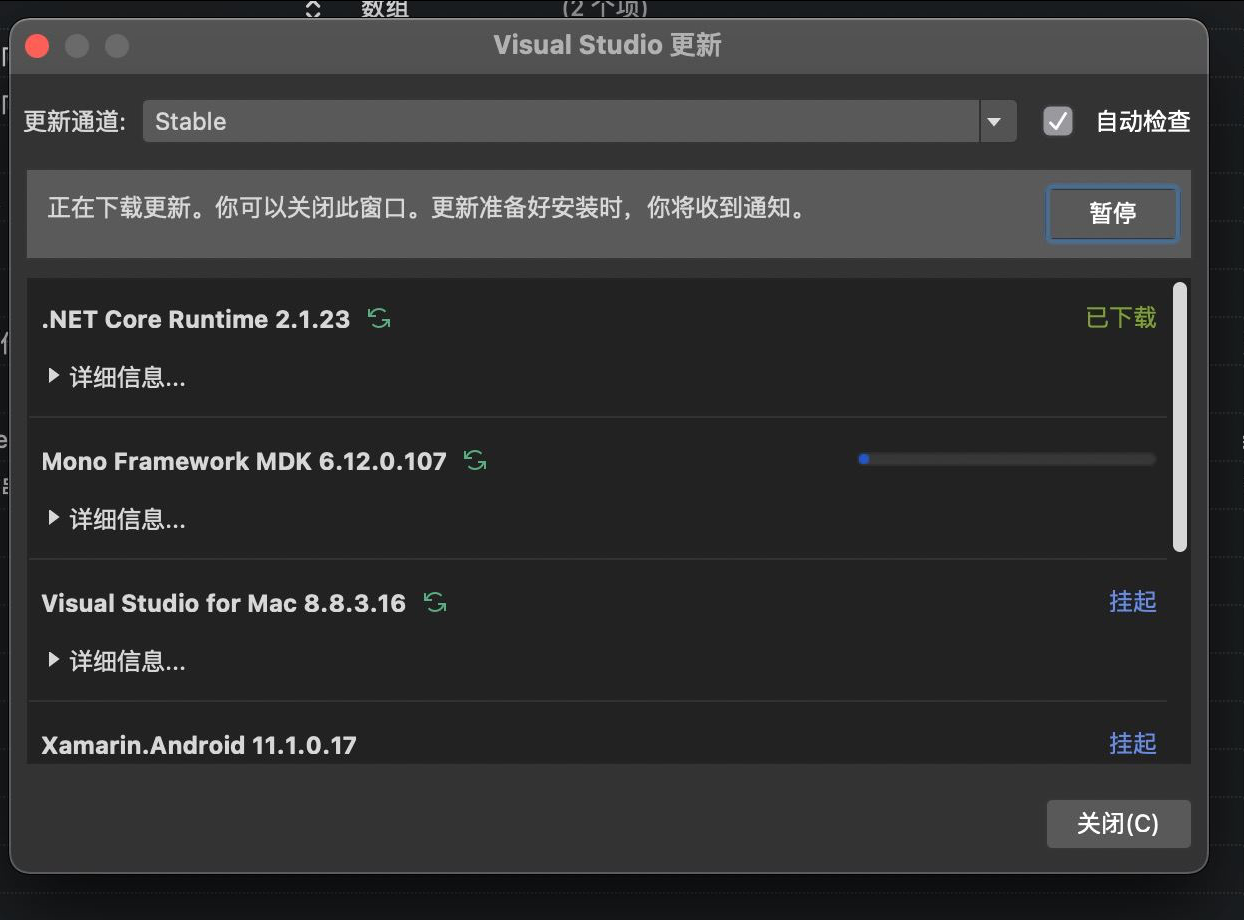 数组 (2 个项)
Visual Studio 更新
更新通道: Stable 自动检查
正在下载更新。你可以关闭此窗口。更新准备好安装时，你将收到通知。 暂停
.NET Core Runtime 2.1.23 已下载
详细信息...
Mono Framework MDK 6.12.0.107
详细信息...
Visual Studio for Mac 8.8.3.16 挂起
详细信息...
Xamarin.Android 11.1.0.17 挂起
关闭(C)